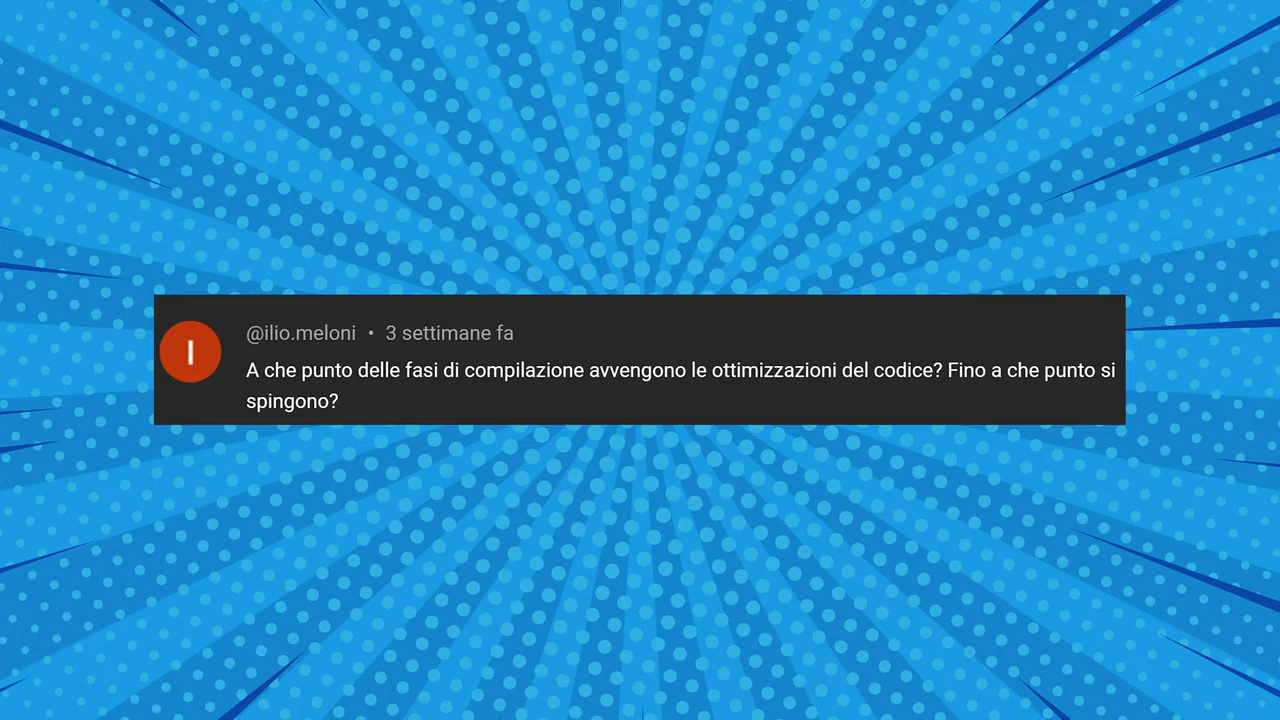 I
@ilio.meloni • 3 settimane fa
A che punto delle fasi di compilazione avvengono le ottimizzazioni del codice? Fino a che punto si
spingono?